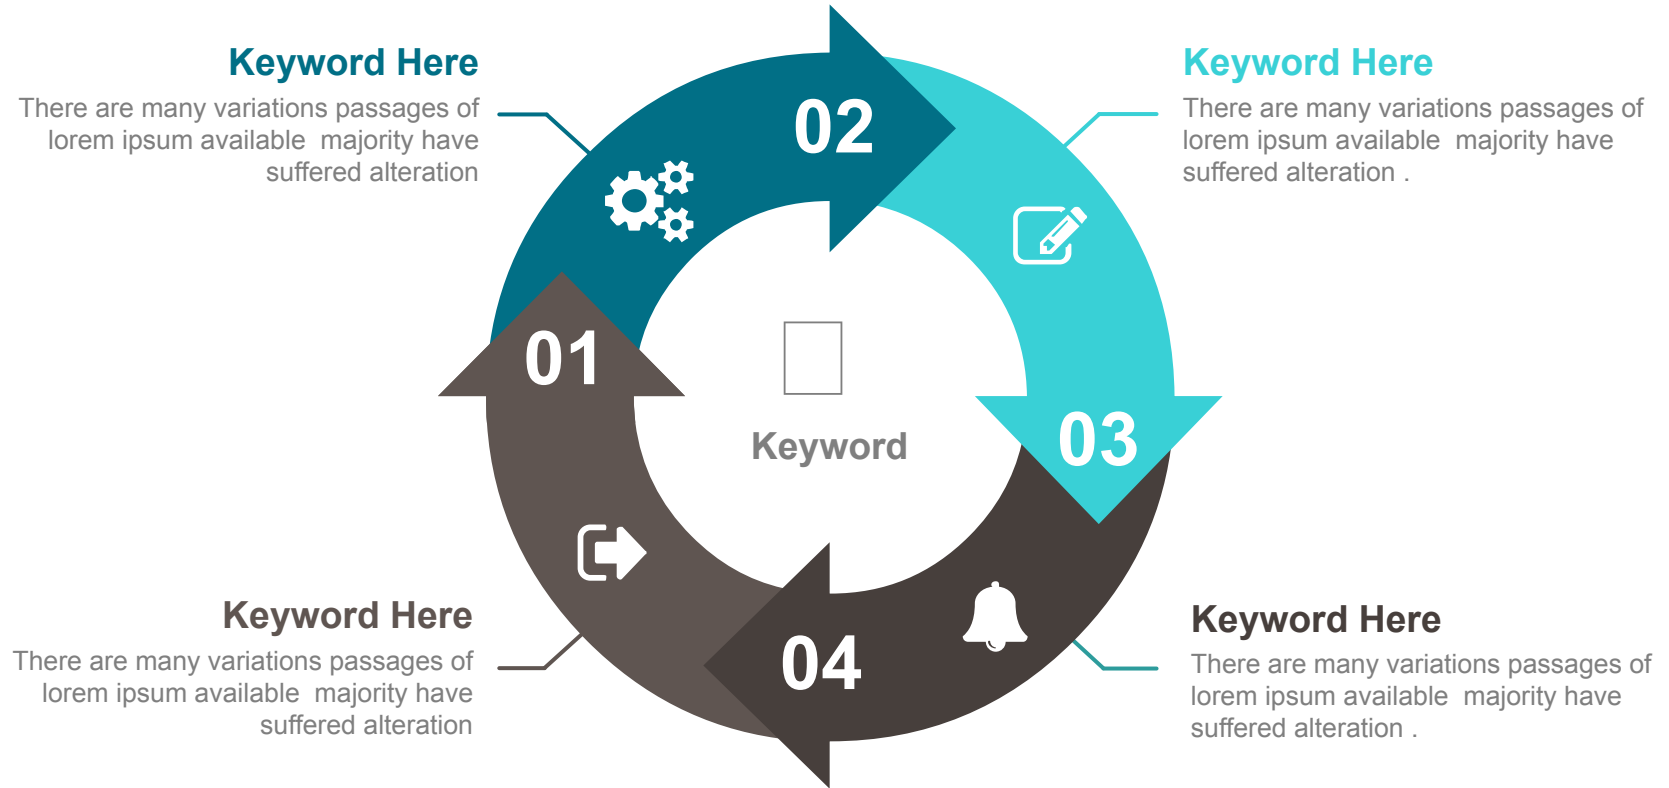 Keyword Here
There are many variations passages of
lorem ipsum available  majority have
suffered alteration
02
Keyword Here
There are many variations passages of
lorem ipsum available  majority have
suffered alteration .
01
03
Keyword
04
Keyword Here
There are many variations passages of
lorem ipsum available  majority have
suffered alteration
Keyword Here
There are many variations passages of
lorem ipsum available  majority have
suffered alteration .